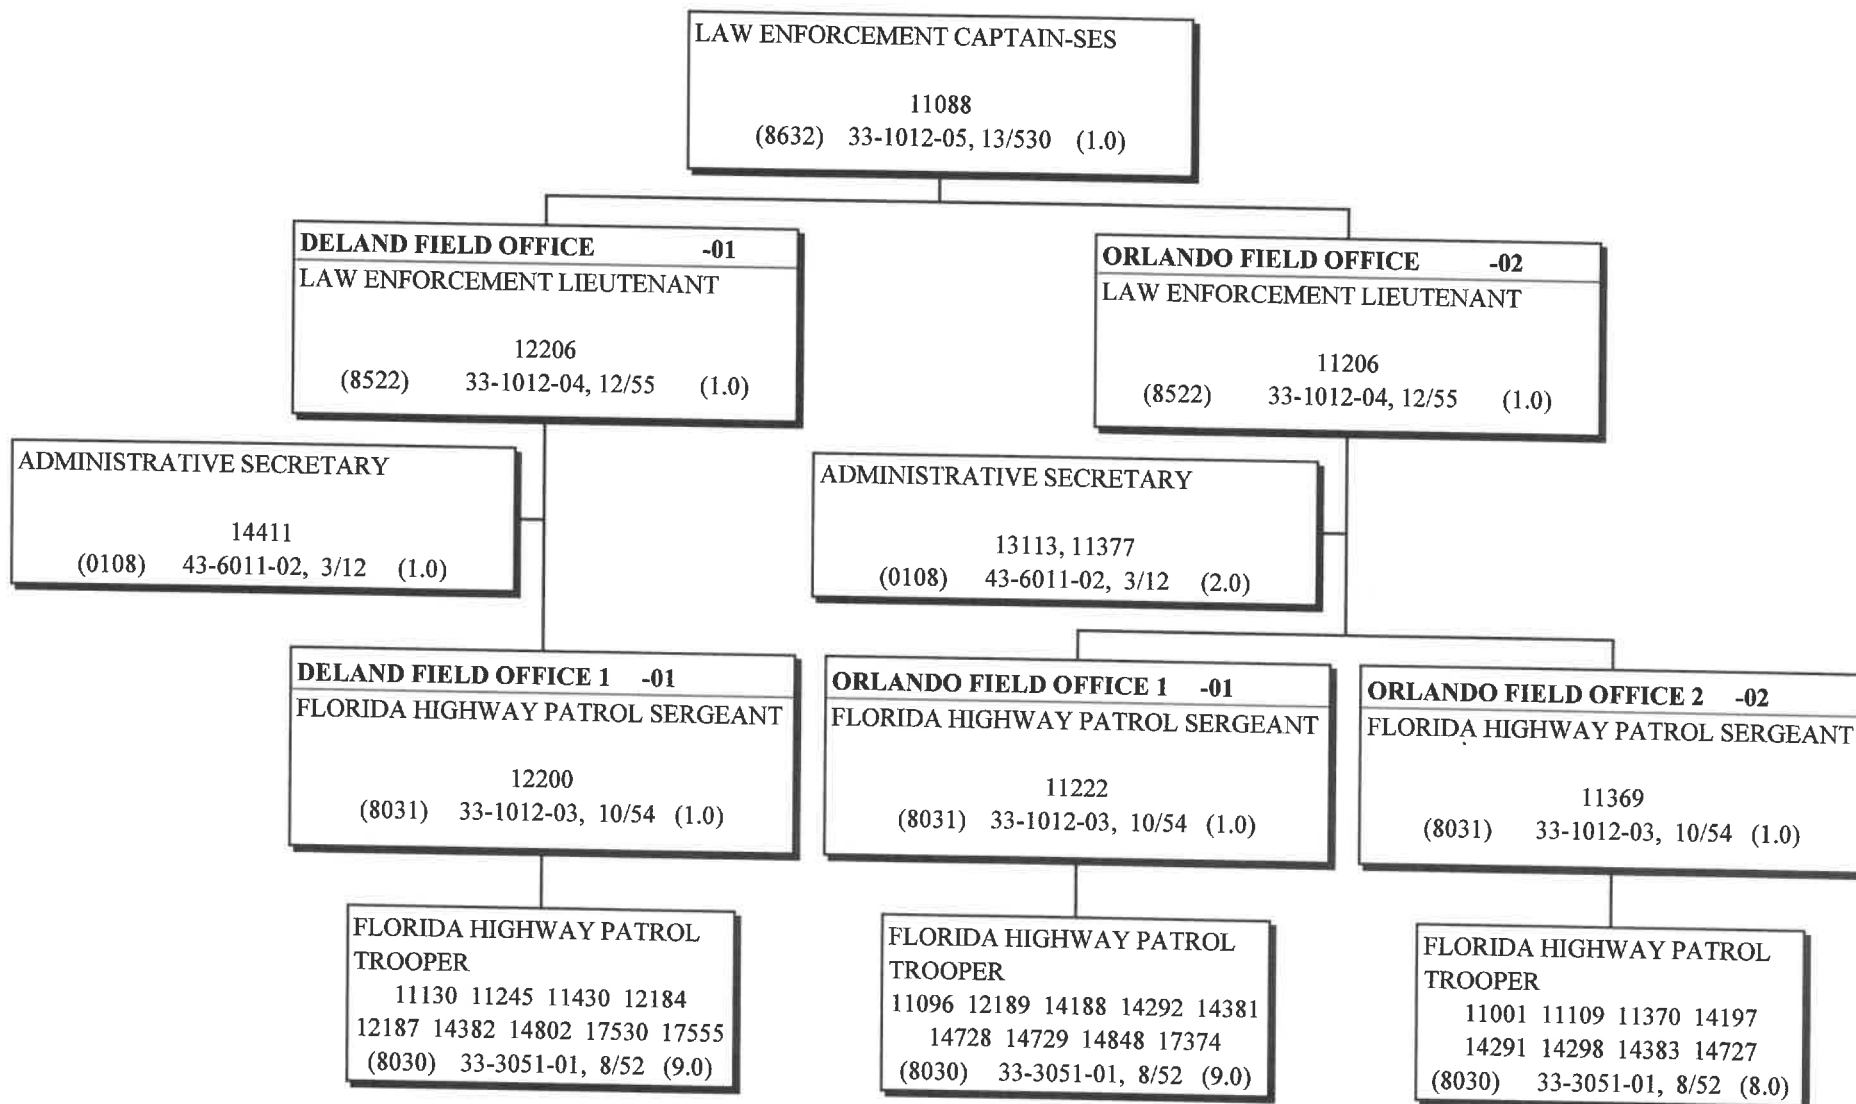 LAW ENFORCEMENT CAPTAIN-SES
11088
(8632) 33-1012-05, 13/530 (1.0)
DELAND FIELD OFFICE -01
LAW ENFORCEMENT LIEUTENANT
12206
(8522) 33-1012-04, 12/55 (1.0)
ORLANDO FIELD OFFICE -02
LAW ENFORCEMENT LIEUTENANT
11206
(8522) 33-1012-04, 12/55 (1.0)
ADMINISTRATIVE SECRETARY
14411
(0108) 43-6011-02, 3/12 (1.0)
ADMINISTRATIVE SECRETARY
13113, 11377
(0108) 43-6011-02, 3/12 (2.0)
DELAND FIELD OFFICE 1 -01
FLORIDA HIGHWAY PATROL SERGEANT
12200
(8031) 33-1012-03, 10/54 (1.0)
ORLANDO FIELD OFFICE 1 -01
FLORIDA HIGHWAY PATROL SERGEANT
11222
(8031) 33-1012-03, 10/54 (1.0)
ORLANDO FIELD OFFICE 2 -02
FLORIDA HIGHWAY PATROL SERGEANT
11369
(8031) 33-1012-03, 10/54 (1.0)
FLORIDA HIGHWAY PATROL
TROOPER
11130 11245 11430 12184
12187 14382 14802 17530 17555
(8030) 33-3051-01, 8/52 (9.0)
FLORIDA HIGHWAY PATROL
TROOPER
11096 12189 14188 14292 14381
14728 14729 14848 17374
(8030) 33-3051-01, 8/52 (9.0)
FLORIDA HIGHWAY PATROL
TROOPER
11001 11109 11370 14197
14291 14298 14383 14727
(8030) 33-3051-01, 8/52 (8.0)